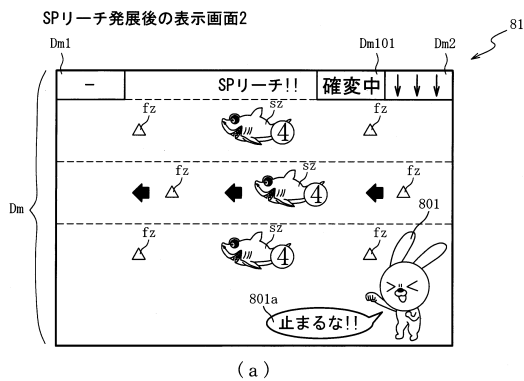 SPリーチ発展後の表示画面2
81
Dm1
Dm101
Dm2
－
SPリーチ!!
確変中
↓↓↓
fz
sz
fz
④
fz
sz
fz
④
Dm
fz
sz
fz
④
801
801a
止まるな!!
(a)